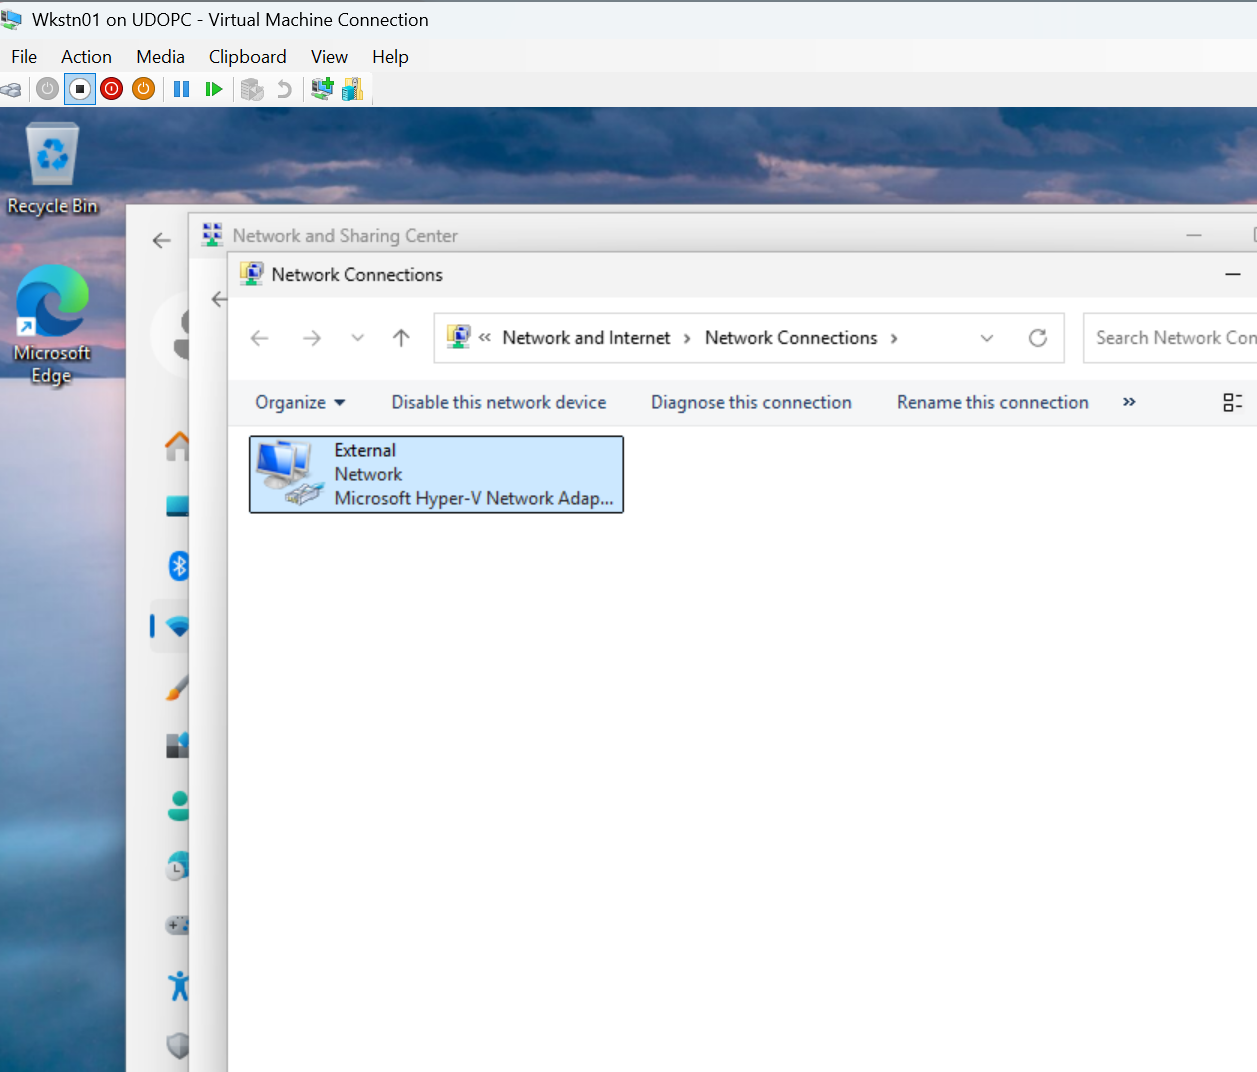 Wkstn01 on UDOPC - Virtual Machine Connection
File Action Media Clipboard View Help
Recycle Bin
Network and Sharing Center
Network Connections
Microsoft
Edge
« Network and Internet › Network Connections ›
Search Network Con
Organize Disable this network device Diagnose this connection Rename this connection »
External
Network
Microsoft Hyper-V Network Adap...